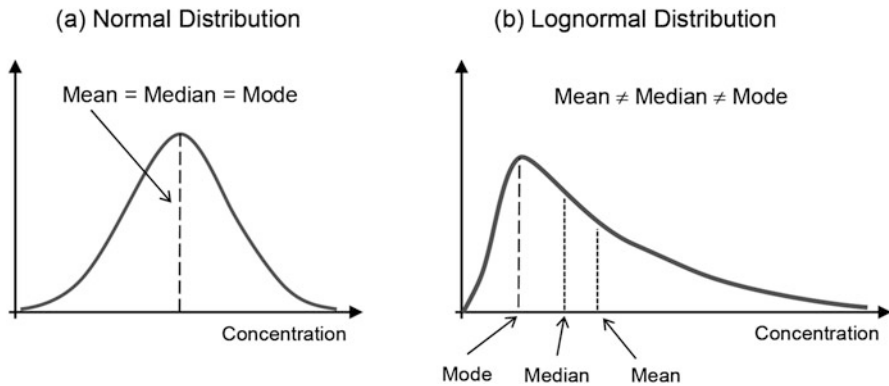 (a) Normal Distribution
Mean = Median = Mode
Concentration
(b) Lognormal Distribution
Mean ≠ Median ≠ Mode
Concentration
Mode
Median
Mean